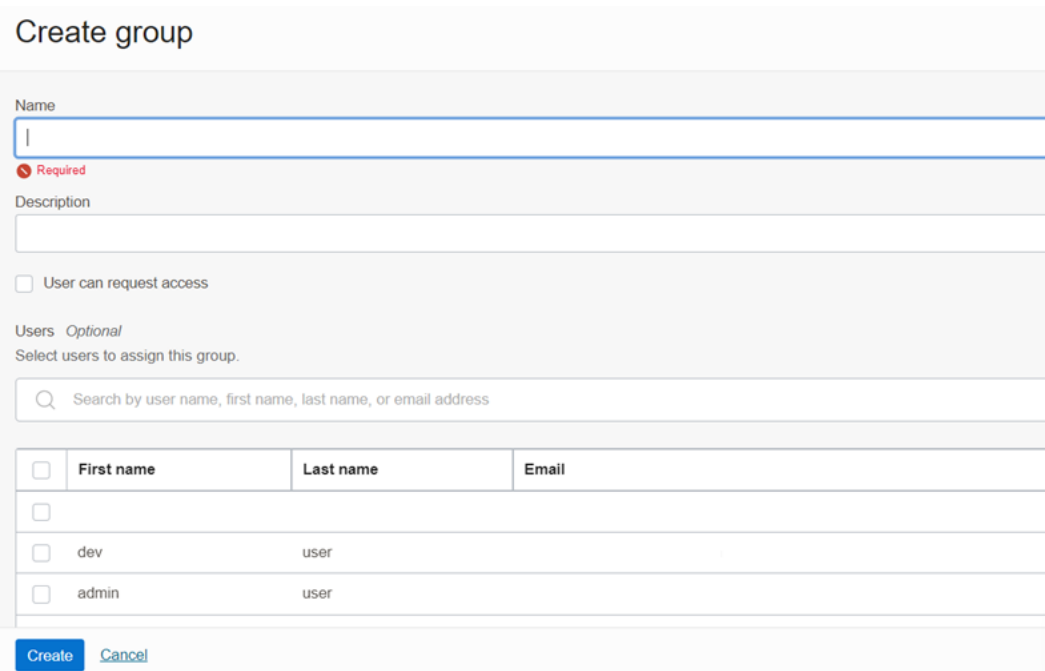 Create group
Name
Required
Description
User can request access
Users Optional
Select users to assign this group.
Search by user name, first name, last name, or email address
First name Last name Email
dev user
admin user
Create Cancel